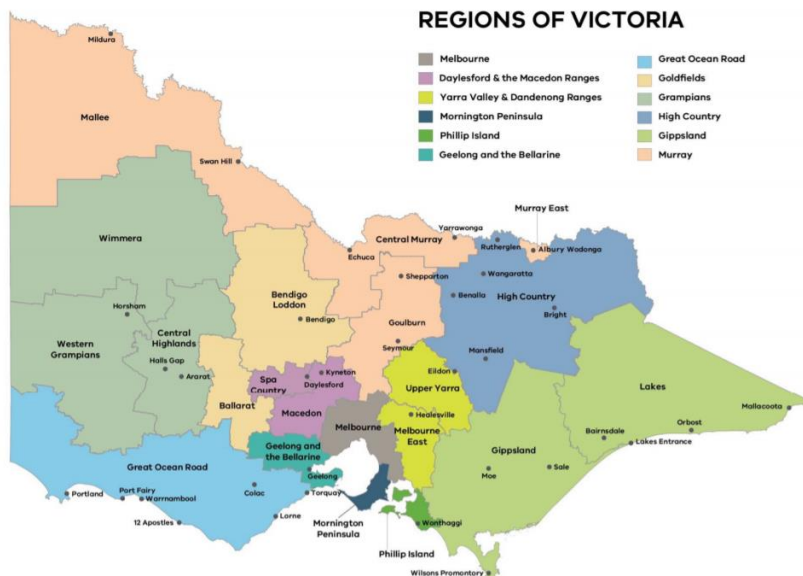 REGIONS OF VICTORIA
Melbourne
Daylesford & the Macedon Ranges
Yarra Valley & Dandenong Ranges
Mornington Peninsula
Phillip Island
Geelong and the Bellarine
Great Ocean Road
Goldfields
Grampians
High Country
Gippsland
Murray
Mildura
Mallee
Swan Hill
Wimmera
Murray East
Yarrawonga
Central Murray
Rutherglen
Albury Wodonga
Echuca
Shepparton
Wangaratta
Benalla
High Country
Bright
Bendigo
Loddon
Bendigo
Goulburn
Seymour
Mansfield
Horsham
Central
Highlands
Western
Grampians
Halls Gap
Ararat
Kyneton
Spa
Country
Daylesford
Eildon
Upper Yarra
Lakes
Ballarat
Macedon
Melbourne
Healesville
Melbourne
East
Mallacoota
Orbost
Bairnsdale
Lakes Entrance
Geelong and
the Bellarine
Geelong
Great Ocean Road
Gippsland
Sale
Moe
Colac
Torquay
Portland
Port Fairy
Warrnambool
12 Apostles
Lorne
Mornington
Peninsula
Wonthaggi
Phillip Island
Wilsons Promontory